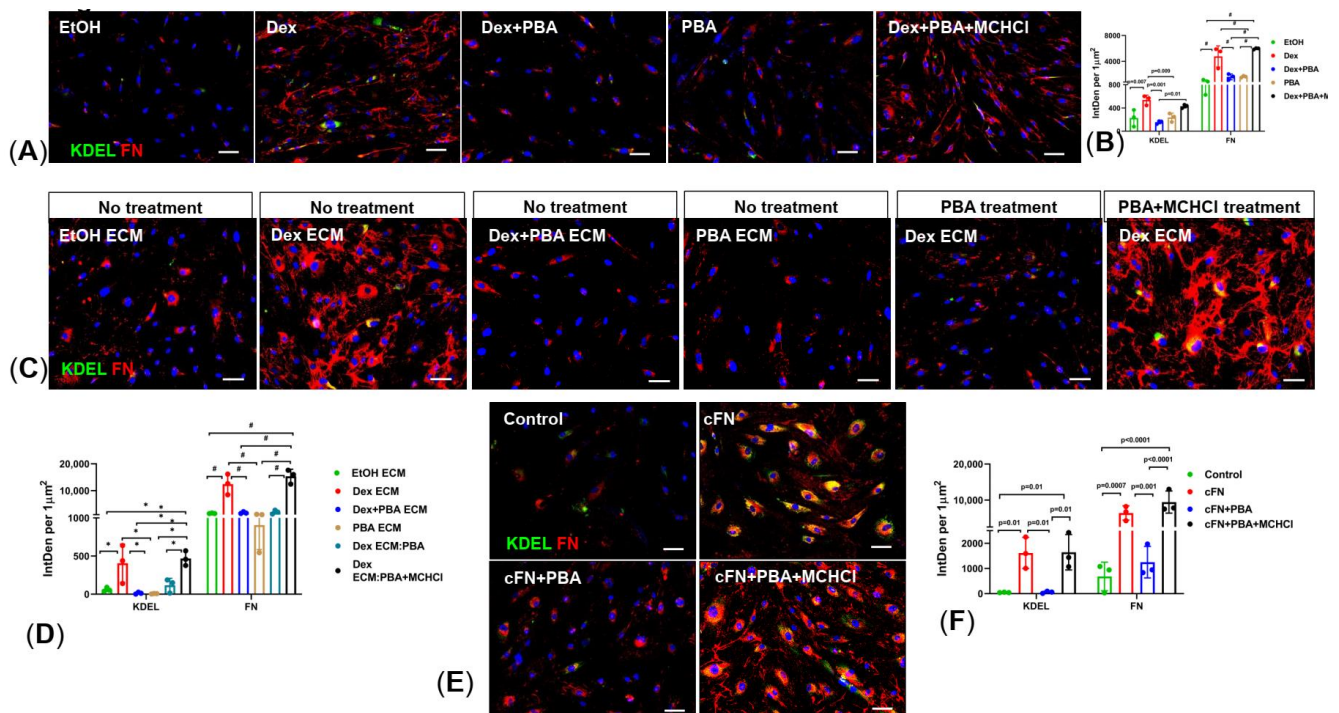 EtOH
Dex
Dex+PBA
PBA
Dex+PBA+MCHCl
KDEL FN
(A)
IntDen per 1µm²
8000
4000
800
400
0
#
#
#
#
#
#
#
p=0.009
p=0.007
p=0.001
p=0.01
KDEL
FN
EtOH
Dex
Dex+PBA
PBA
Dex+PBA+M
(B)
No treatment
No treatment
No treatment
No treatment
PBA treatment
PBA+MCHCl treatment
EtOH ECM
Dex ECM
Dex+PBA ECM
PBA ECM
Dex ECM
Dex ECM
KDEL FN
(C)
IntDen per 1µm²
20,000
10,000
1000
500
0
#
#
#
#
#
#
#
*
*
*
*
*
*
*
*
*
KDEL
FN
EtOH ECM
Dex ECM
Dex+PBA ECM
PBA ECM
Dex ECM:PBA
Dex
ECM:PBA+MCHCl
(D)
Control
cFN
KDEL FN
cFN+PBA
cFN+PBA+MCHCl
(E)
IntDen per 1µm²
20,000
10,000
2000
1000
0
p<0.0001
p<0.0001
p=0.0007
p=0.001
p=0.01
p=0.01
p=0.01
p=0.01
KDEL
FN
Control
cFN
cFN+PBA
cFN+PBA+MCHCl
(F)